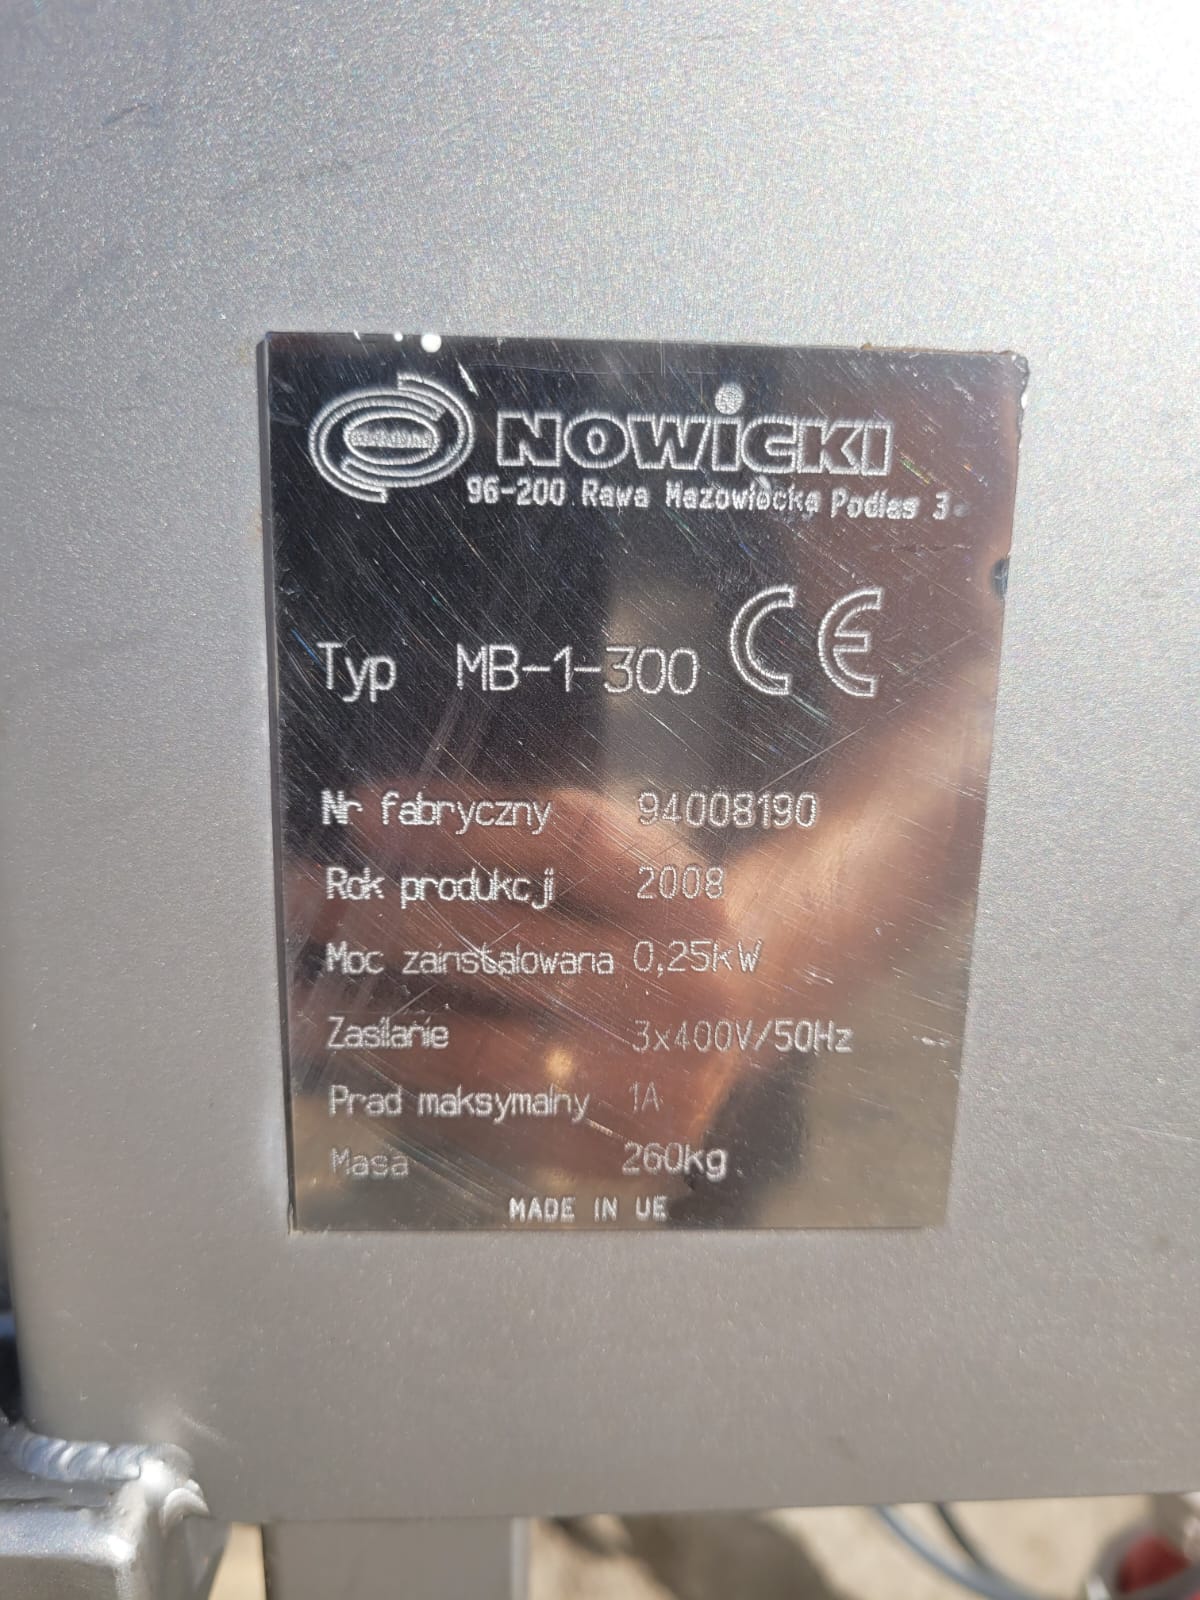 NOWiCKI
96-200 Rawa Mazowiecka Podlas 3
Typ MB-1-300 CE
Nr fabryczny 94008190
Rok produkcji 2008
Moc zainstalowana 0,25kW
Zasilanie 3x400V/50Hz
Prad maksymalny 1A
Masa 260kg
MADE IN UE